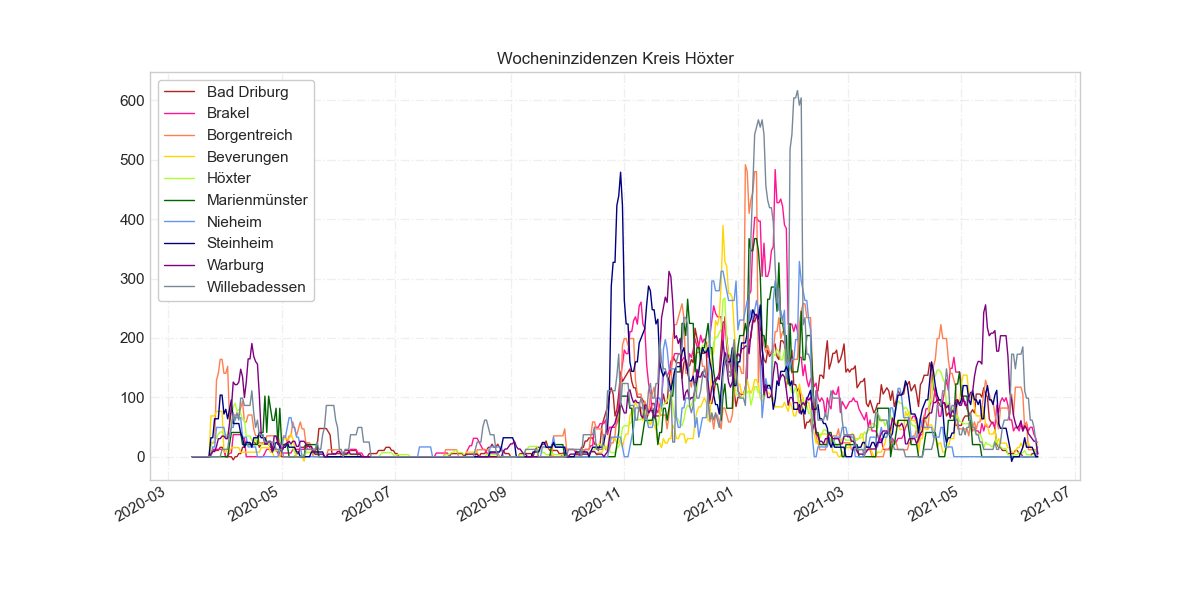 Wocheninzidenzen Kreis Höxter
600
500
400
300
200
100
0
Bad Driburg
Brakel
Borgentreich
Beverungen
Höxter
Marienmünster
Nieheim
Steinheim
Warburg
Willebadessen
2020-03
2020-05
2020-07
2020-09
2020-11
2021-01
2021-03
2021-05
2021-07